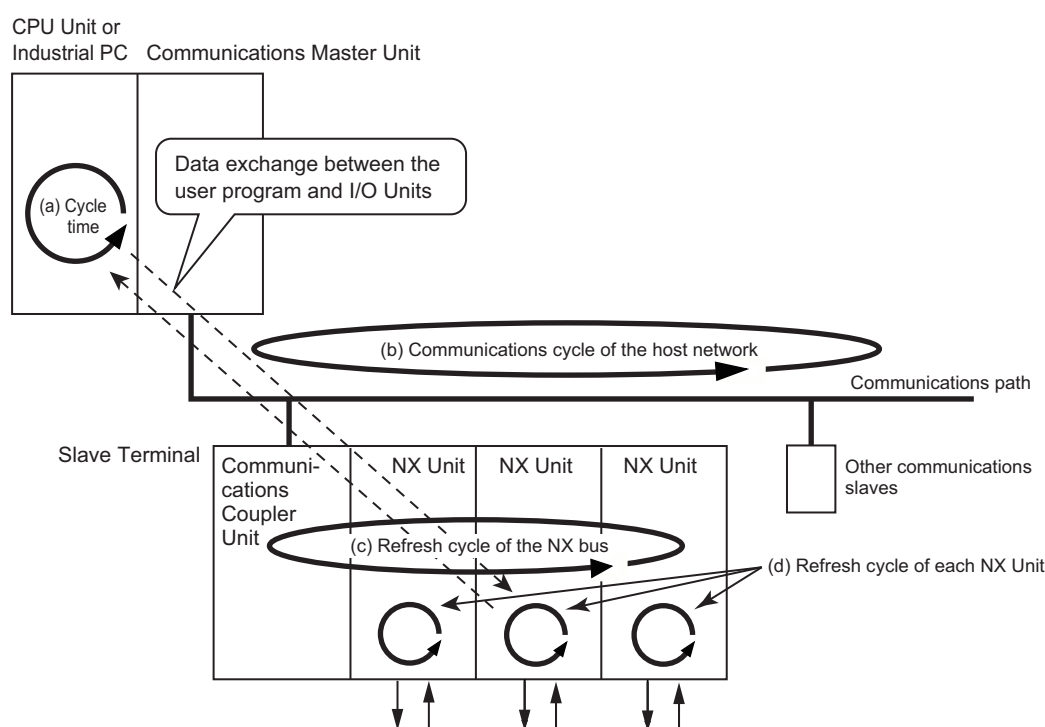 CPU Unit or
Industrial PC
Communications Master Unit
Data exchange between the
user program and I/O Units
(a) Cycle
time
(b) Communications cycle of the host network
Communications path
Slave Terminal
Communi-
cations
Coupler
Unit
NX Unit
NX Unit
NX Unit
Other communications
slaves
(c) Refresh cycle of the NX bus
(d) Refresh cycle of each NX Unit